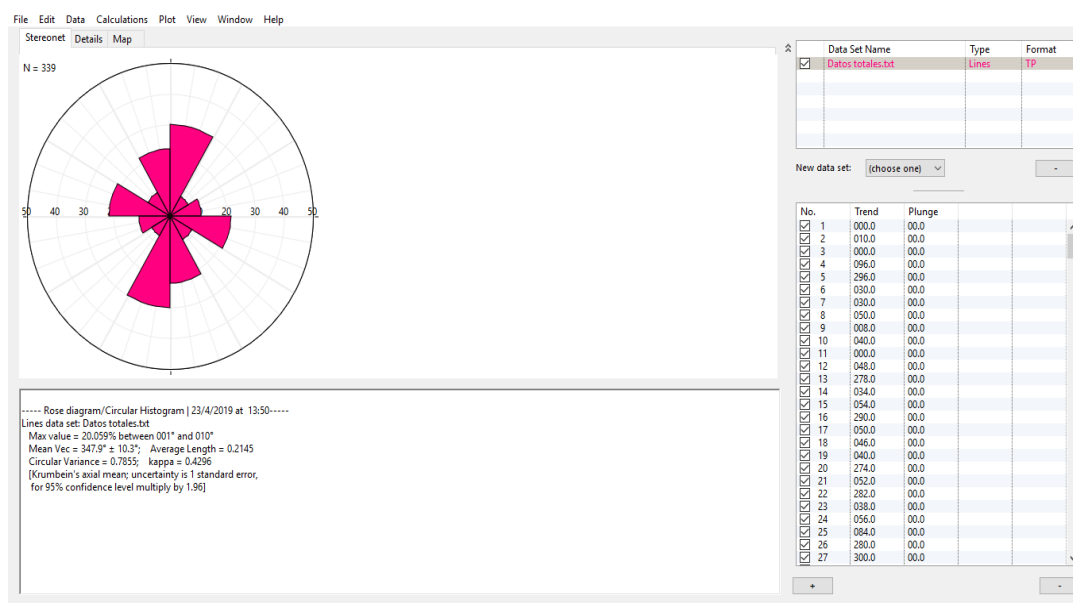 File Edit Data Calculations Plot View Window Help
Stereonet Details Map
N = 339
50 40 30 20 30 40 50
----- Rose diagram/Circular Histogram | 23/4/2019 at 13:50-----
Lines data set: Datos totales.txt
Max value = 20.059% between 001° and 010°
Mean Vec = 347.9° ± 10.3°; Average Length = 0.2145
Circular Variance = 0.7855; kappa = 0.4296
[Krumbein's axial mean; uncertainty is 1 standard error,
for 95% confidence level multiply by 1.96]
Data Set Name Type Format
Datos totales.txt Lines TP
New data set: (choose one) -
No. Trend Plunge
1 000.0 00.0
2 010.0 00.0
3 000.0 00.0
4 096.0 00.0
5 296.0 00.0
6 030.0 00.0
7 030.0 00.0
8 050.0 00.0
9 008.0 00.0
10 040.0 00.0
11 000.0 00.0
12 048.0 00.0
13 278.0 00.0
14 034.0 00.0
15 054.0 00.0
16 290.0 00.0
17 050.0 00.0
18 046.0 00.0
19 040.0 00.0
20 274.0 00.0
21 052.0 00.0
22 282.0 00.0
23 038.0 00.0
24 056.0 00.0
25 084.0 00.0
26 280.0 00.0
27 300.0 00.0
+ -